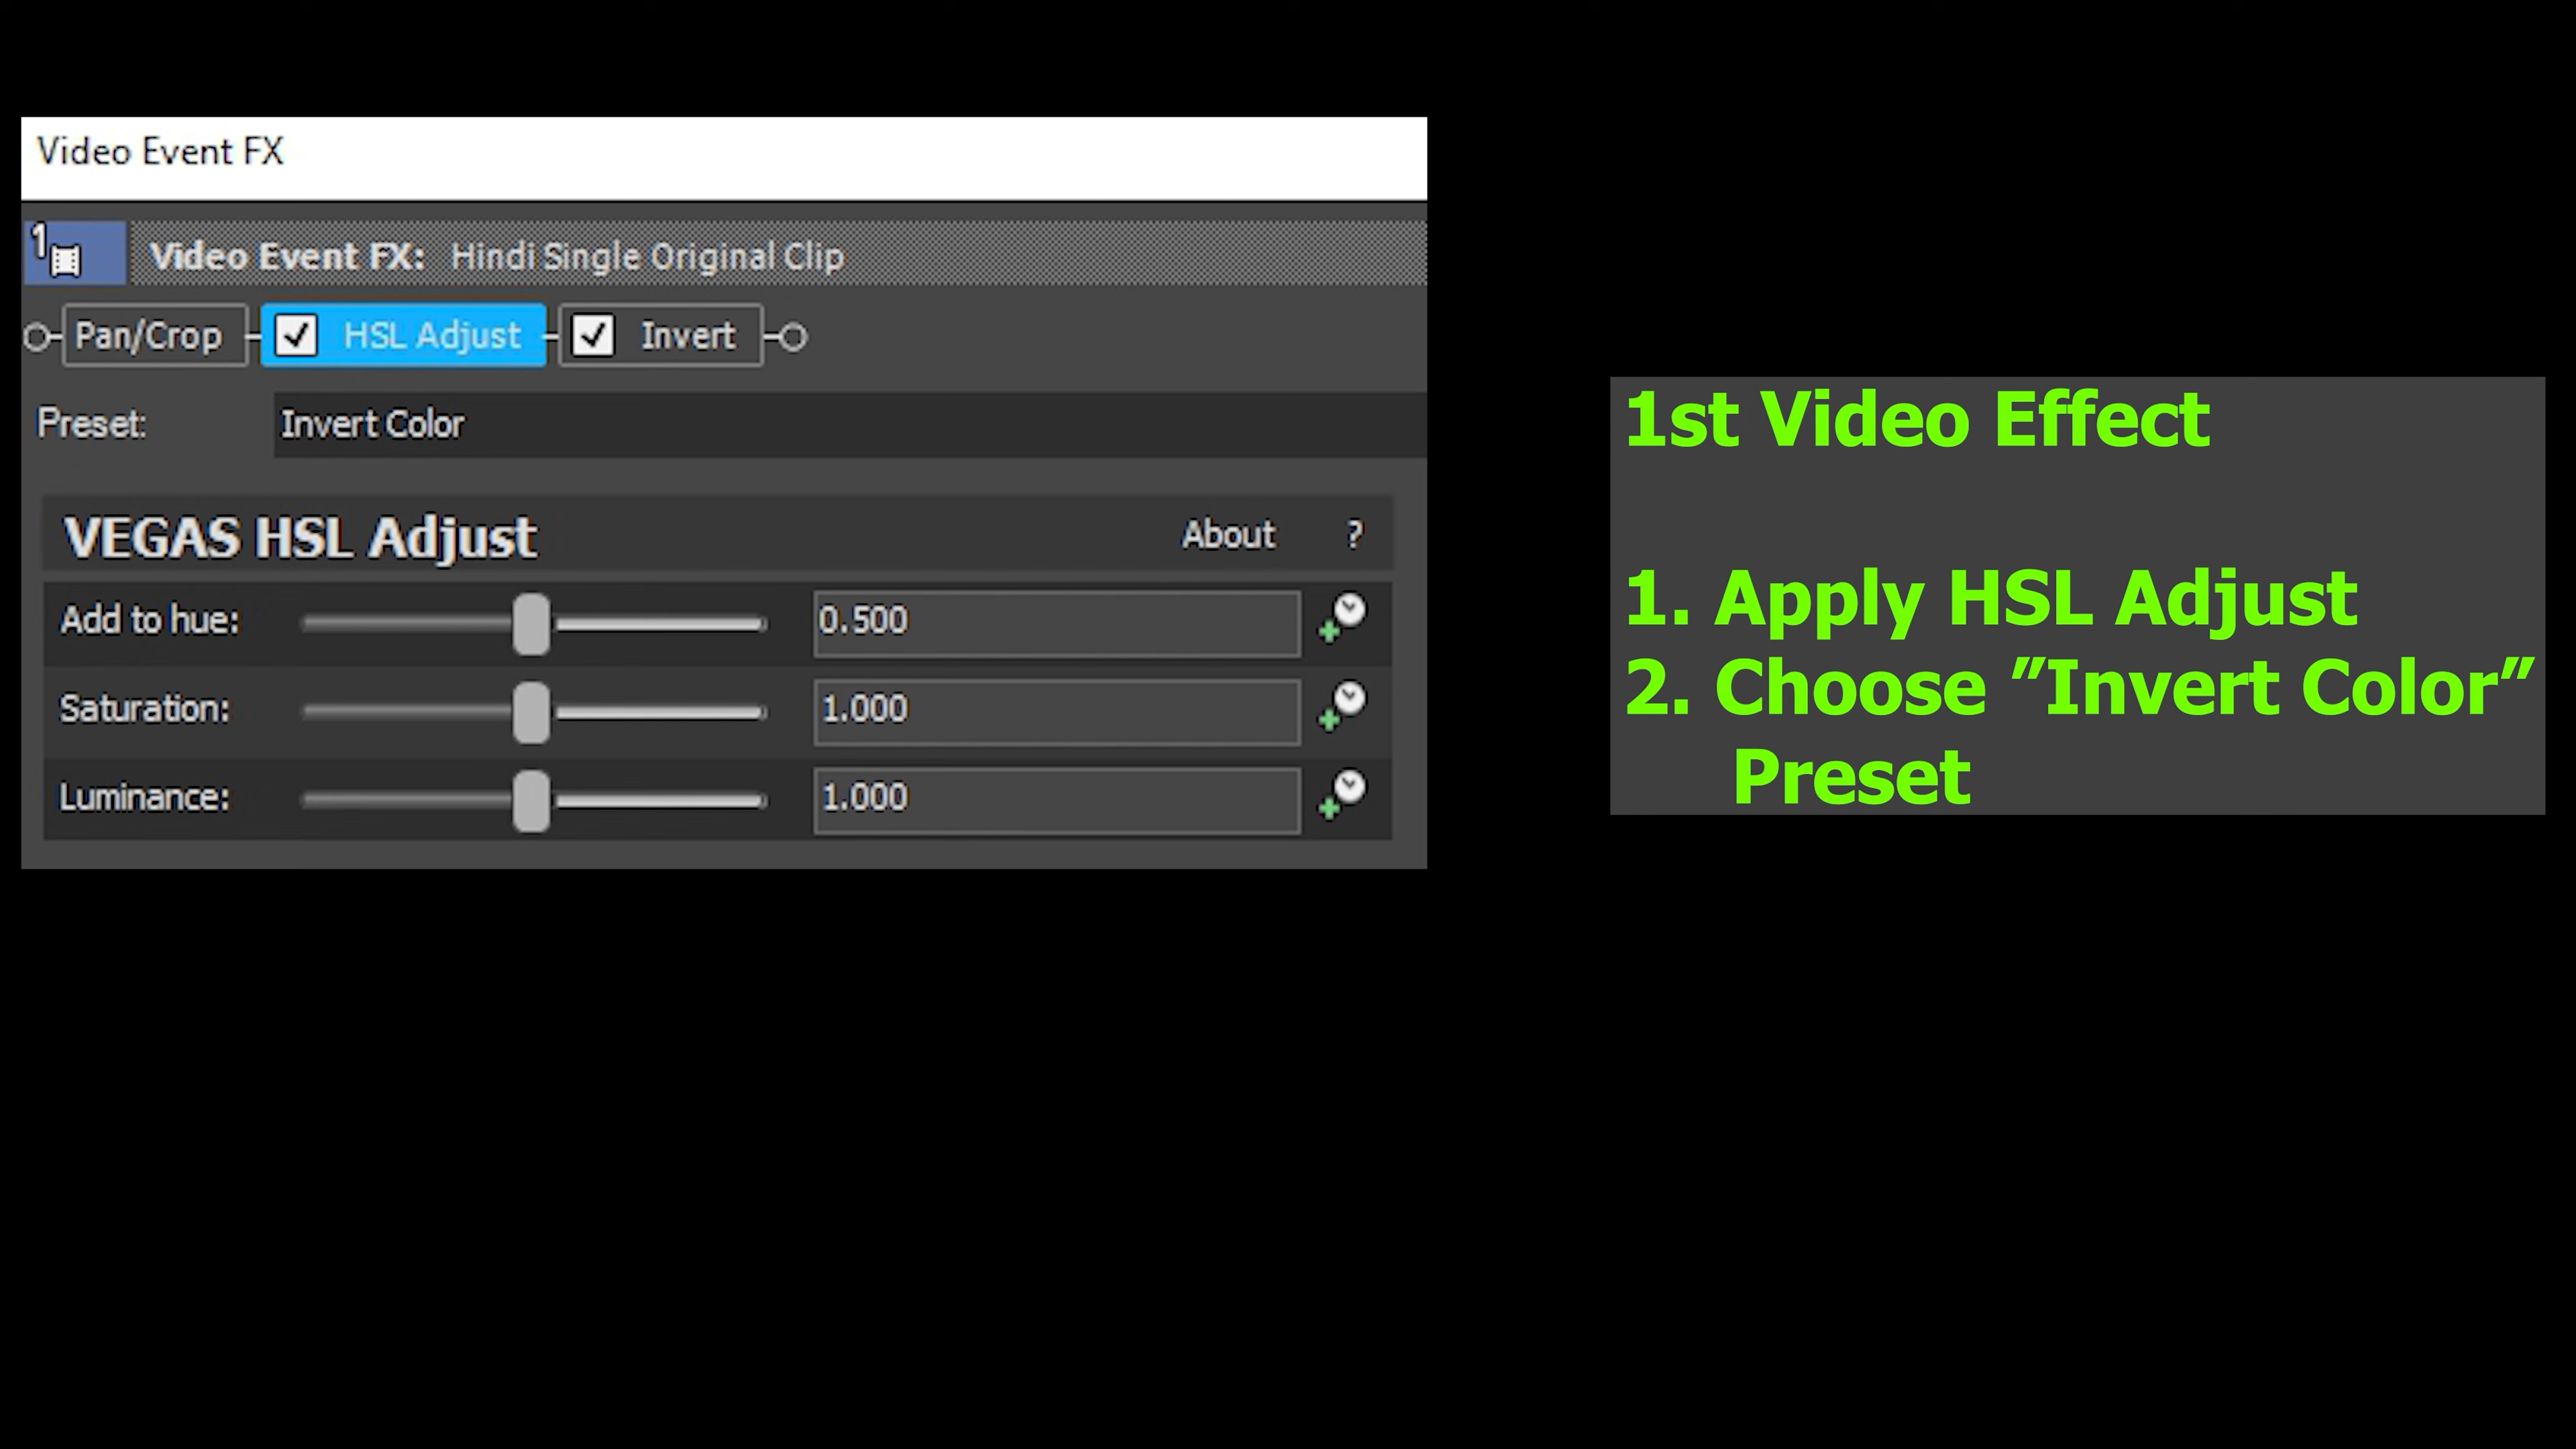 Video Event FX
1
Video Event FX: Hindi Single Original Clip
Pan/Crop HSL Adjust Invert
Preset: Invert Color
VEGAS HSL Adjust About ?
Add to hue: 0.500
Saturation: 1.000
Luminance: 1.000
1st Video Effect
1. Apply HSL Adjust
2. Choose "Invert Color"
Preset